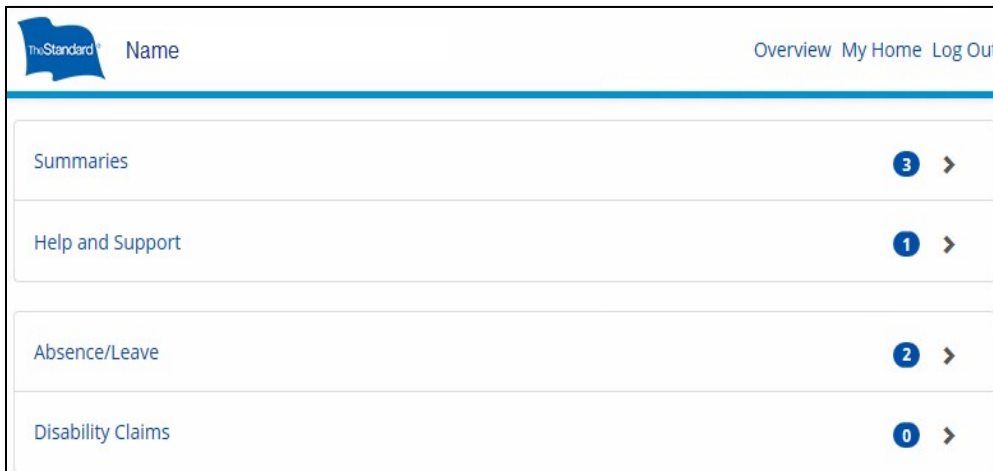 TheStandard®
Name
Overview My Home Log Out
Summaries 3
Help and Support 1
Absence/Leave 2
Disability Claims 0